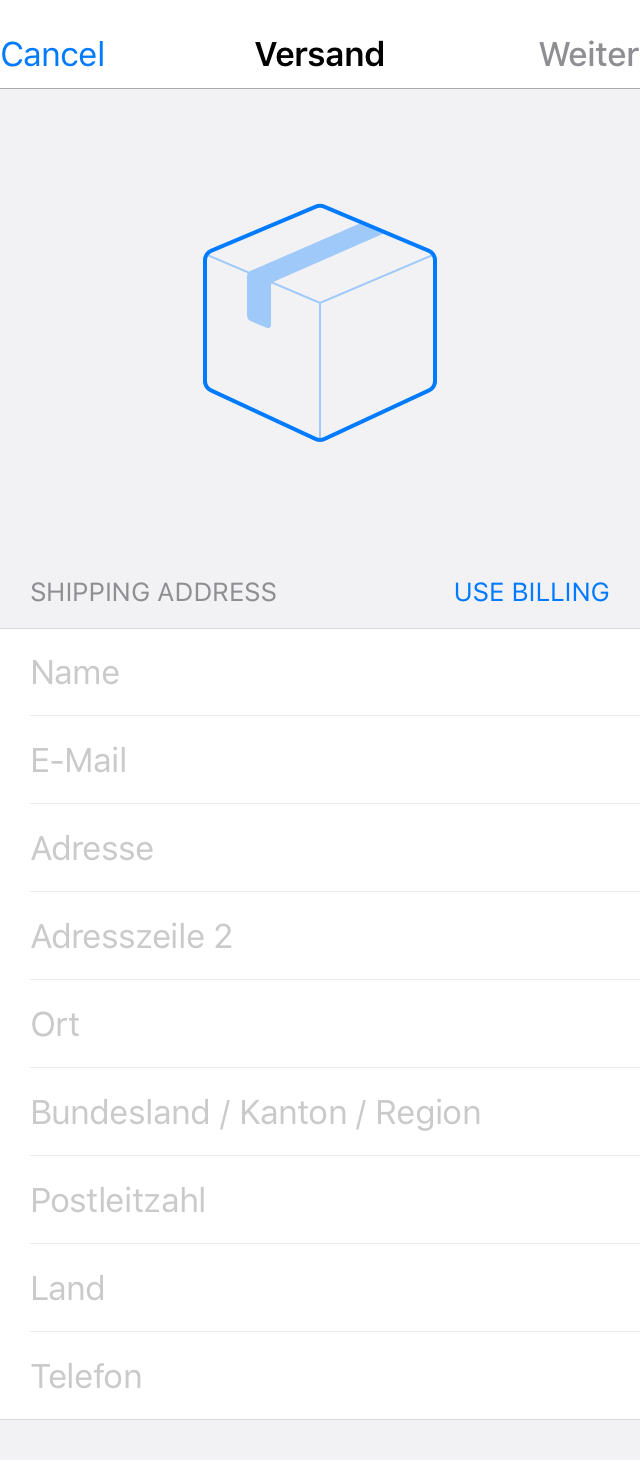 Cancel Versand Weiter
SHIPPING ADDRESS USE BILLING
Name
E-Mail
Adresse
Adresszeile 2
Ort
Bundesland / Kanton / Region
Postleitzahl
Land
Telefon